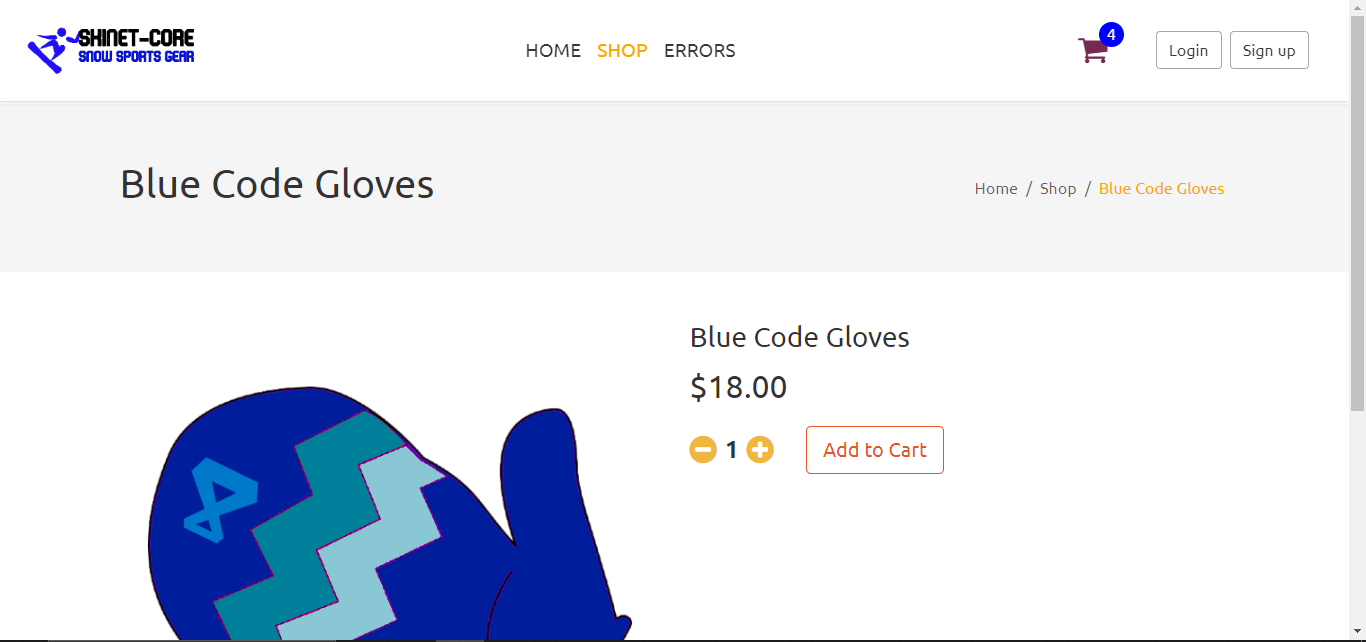 SKINET-CORE
SNOW SPORTS GEAR
HOME SHOP ERRORS
4
Login Sign up
Blue Code Gloves
Home / Shop / Blue Code Gloves
Blue Code Gloves
$18.00
1 Add to Cart